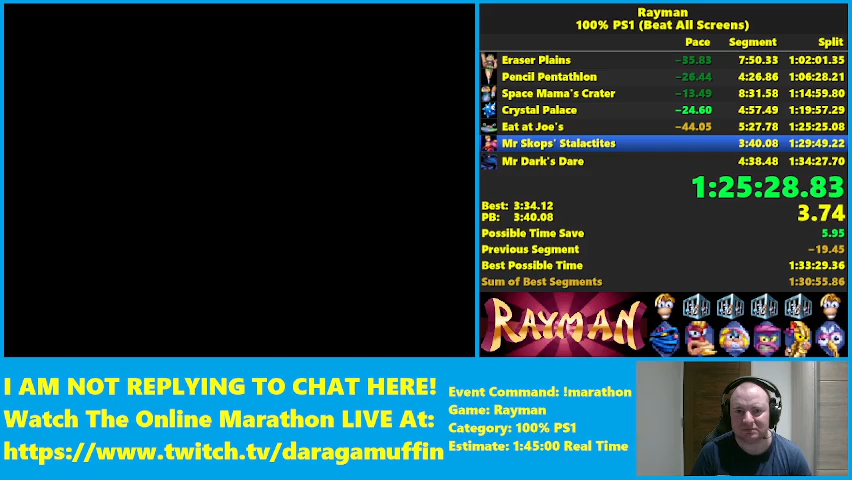 Rayman
100% PS1 (Beat All Screens)
Pace Segment Split
Eraser Plains −35.83 7:50.33 1:02:01.35
Pencil Pentathlon −26.44 4:26.86 1:06:28.21
Space Mama's Crater −13.49 8:31.58 1:14:59.80
Crystal Palace −24.60 4:57.49 1:19:57.29
Eat at Joe's −44.05 5:27.78 1:25:25.08
Mr Skops' Stalactites 3:40.08 1:29:49.22
Mr Dark's Dare 4:38.48 1:34:27.70
1:25:28.83
Best: 3:34.12
PB: 3:40.08
3.74
Possible Time Save 5.95
Previous Segment −19.45
Best Possible Time 1:33:29.36
Sum of Best Segments 1:30:55.86
RAYMAN
I AM NOT REPLYING TO CHAT HERE!
Watch The Online Marathon LIVE At:
https://www.twitch.tv/daragamuffin
Event Command: !marathon
Game: Rayman
Category: 100% PS1
Estimate: 1:45:00 Real Time